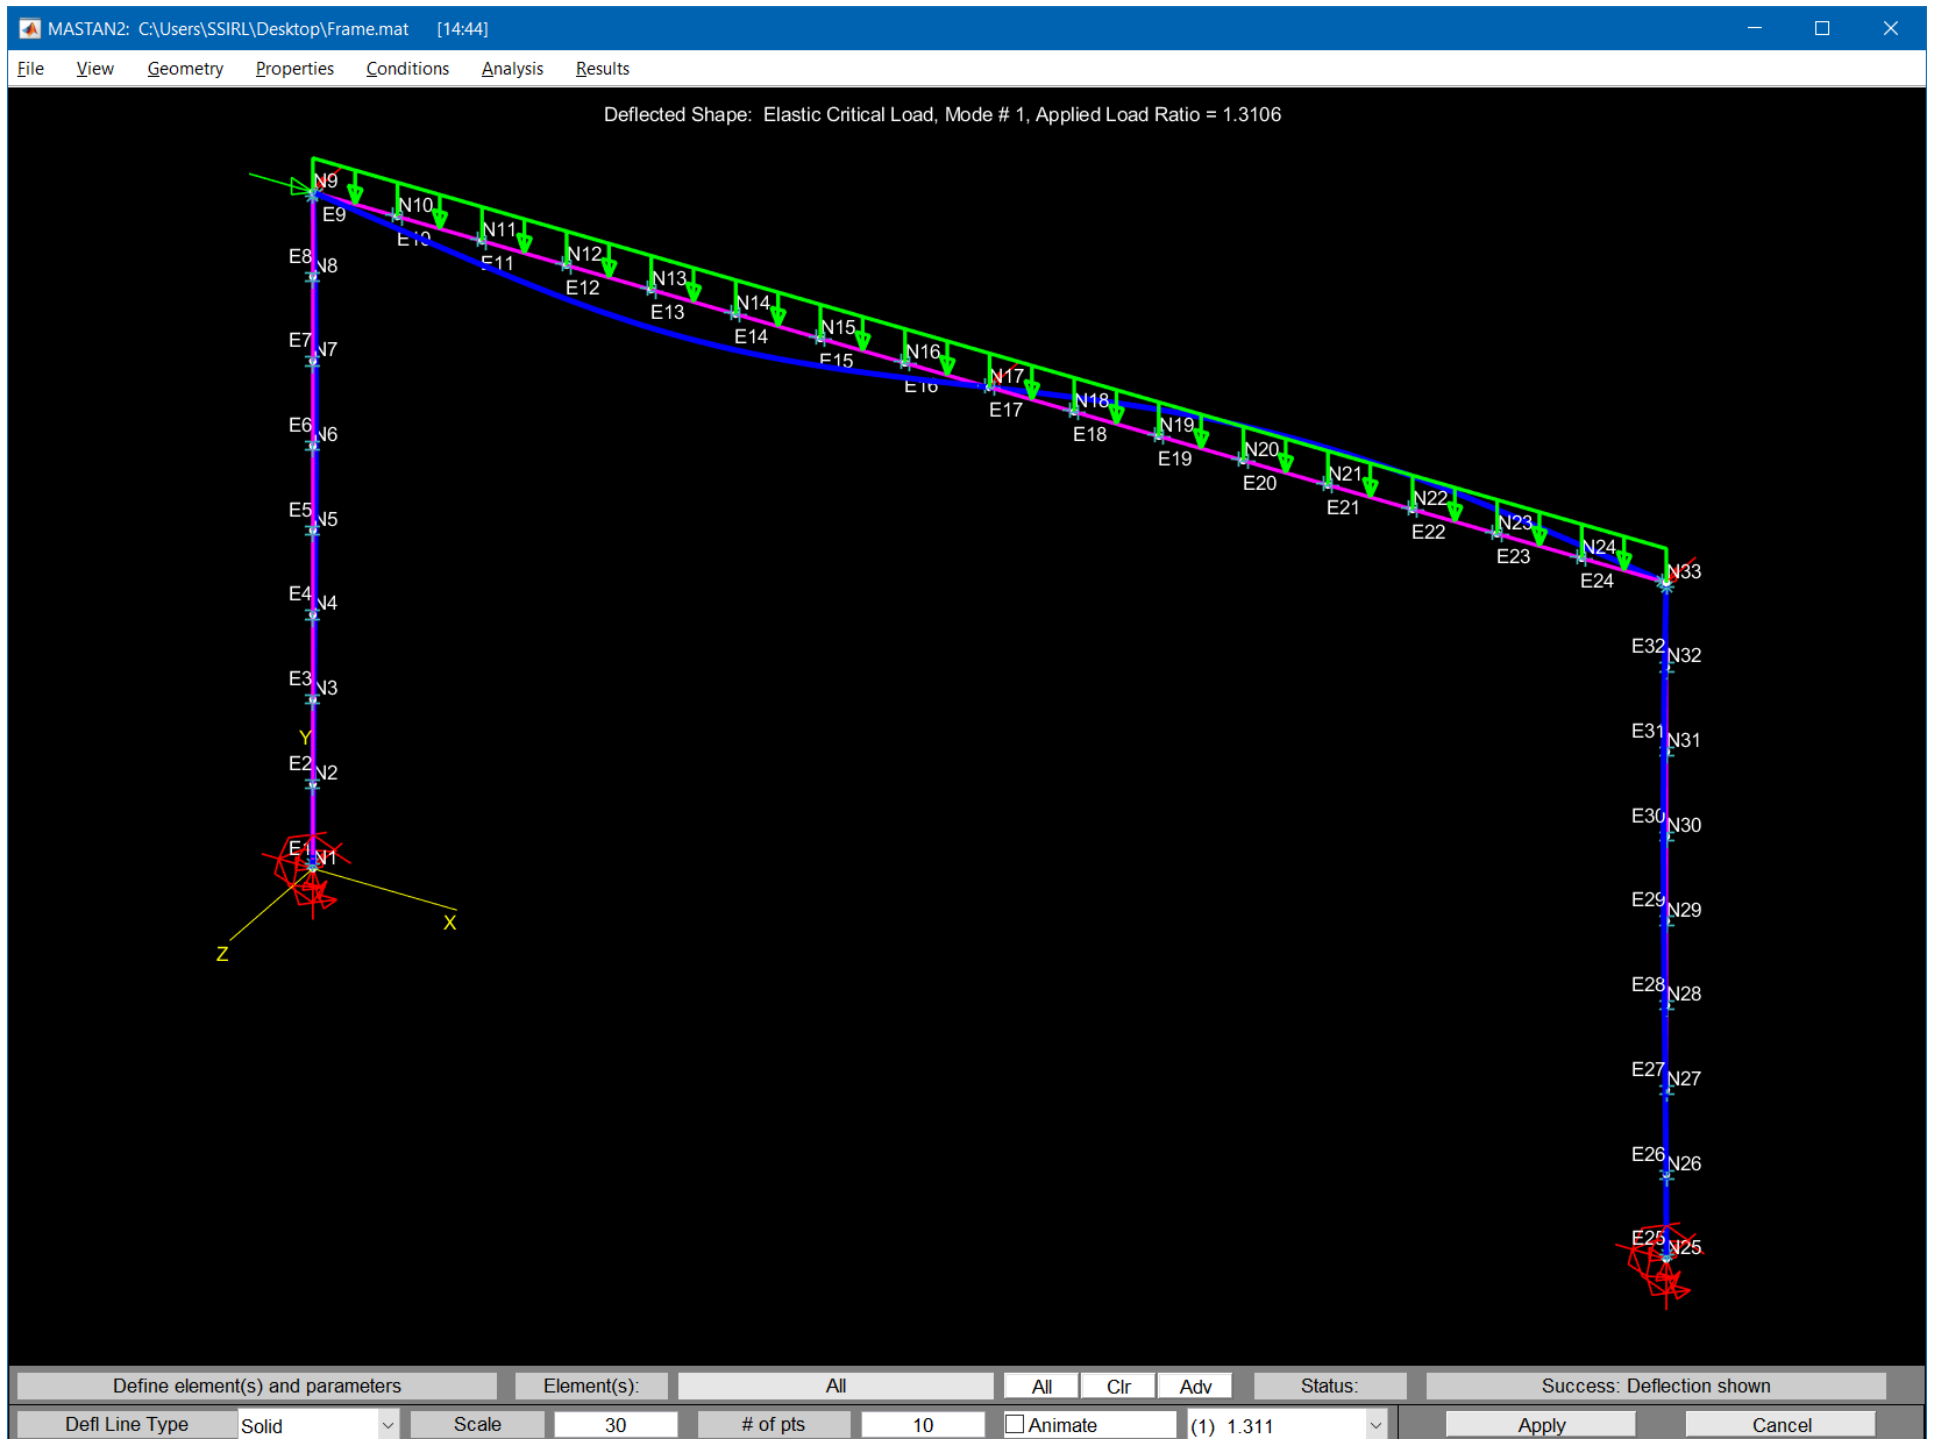 MASTAN2: C:\Users\SSIRL\Desktop\Frame.mat [14:44]
File View Geometry Properties Conditions Analysis Results
Deflected Shape: Elastic Critical Load, Mode # 1, Applied Load Ratio = 1.3106
N9
E9
N10
E10
N11
E11
E8
N8
N12
E12
N13
E13
N14
E14
N15
E15
E7
N7
N16
E16
N17
E17
N18
E18
E6
N6
N19
E19
N20
E20
N21
E21
N22
E22
E5
N5
N23
E23
N24
E24
N33
E4
N4
E32
N32
E3
N3
Y
E31
N31
E2
N2
E30
N30
E1
N1
E29
N29
X
Z
E28
N28
E27
N27
E26
N26
E25
N25
Define element(s) and parameters Element(s): All All Clr Adv Status: Success: Deflection shown
Defl Line Type Solid Scale 30 # of pts 10 Animate (1) 1.311 Apply Cancel